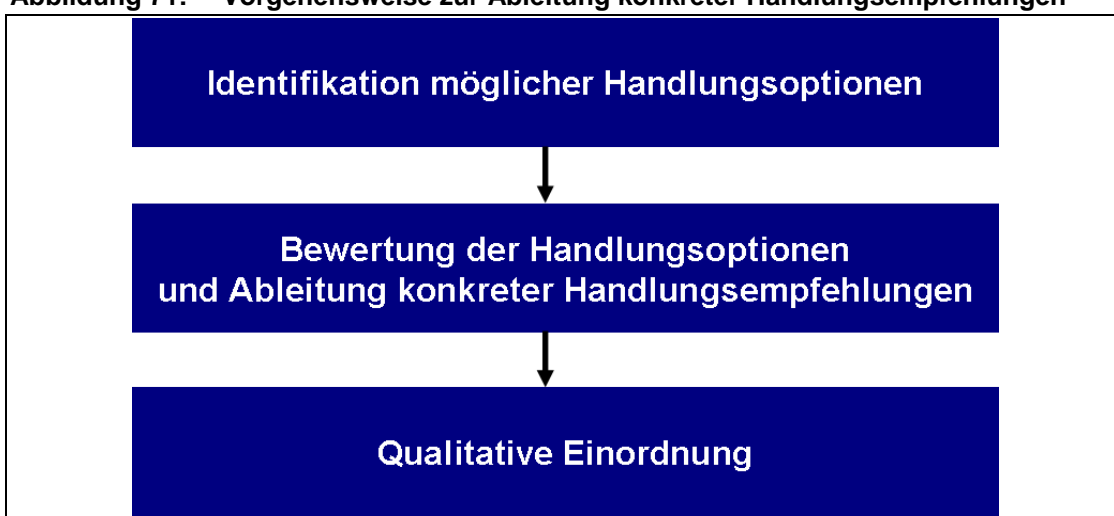 Abbildung 71: Vorgehensweise zur Ableitung konkreter Handlungsempfehlungen
Identifikation möglicher Handlungsoptionen
Bewertung der Handlungsoptionen
und Ableitung konkreter Handlungsempfehlungen
Qualitative Einordnung